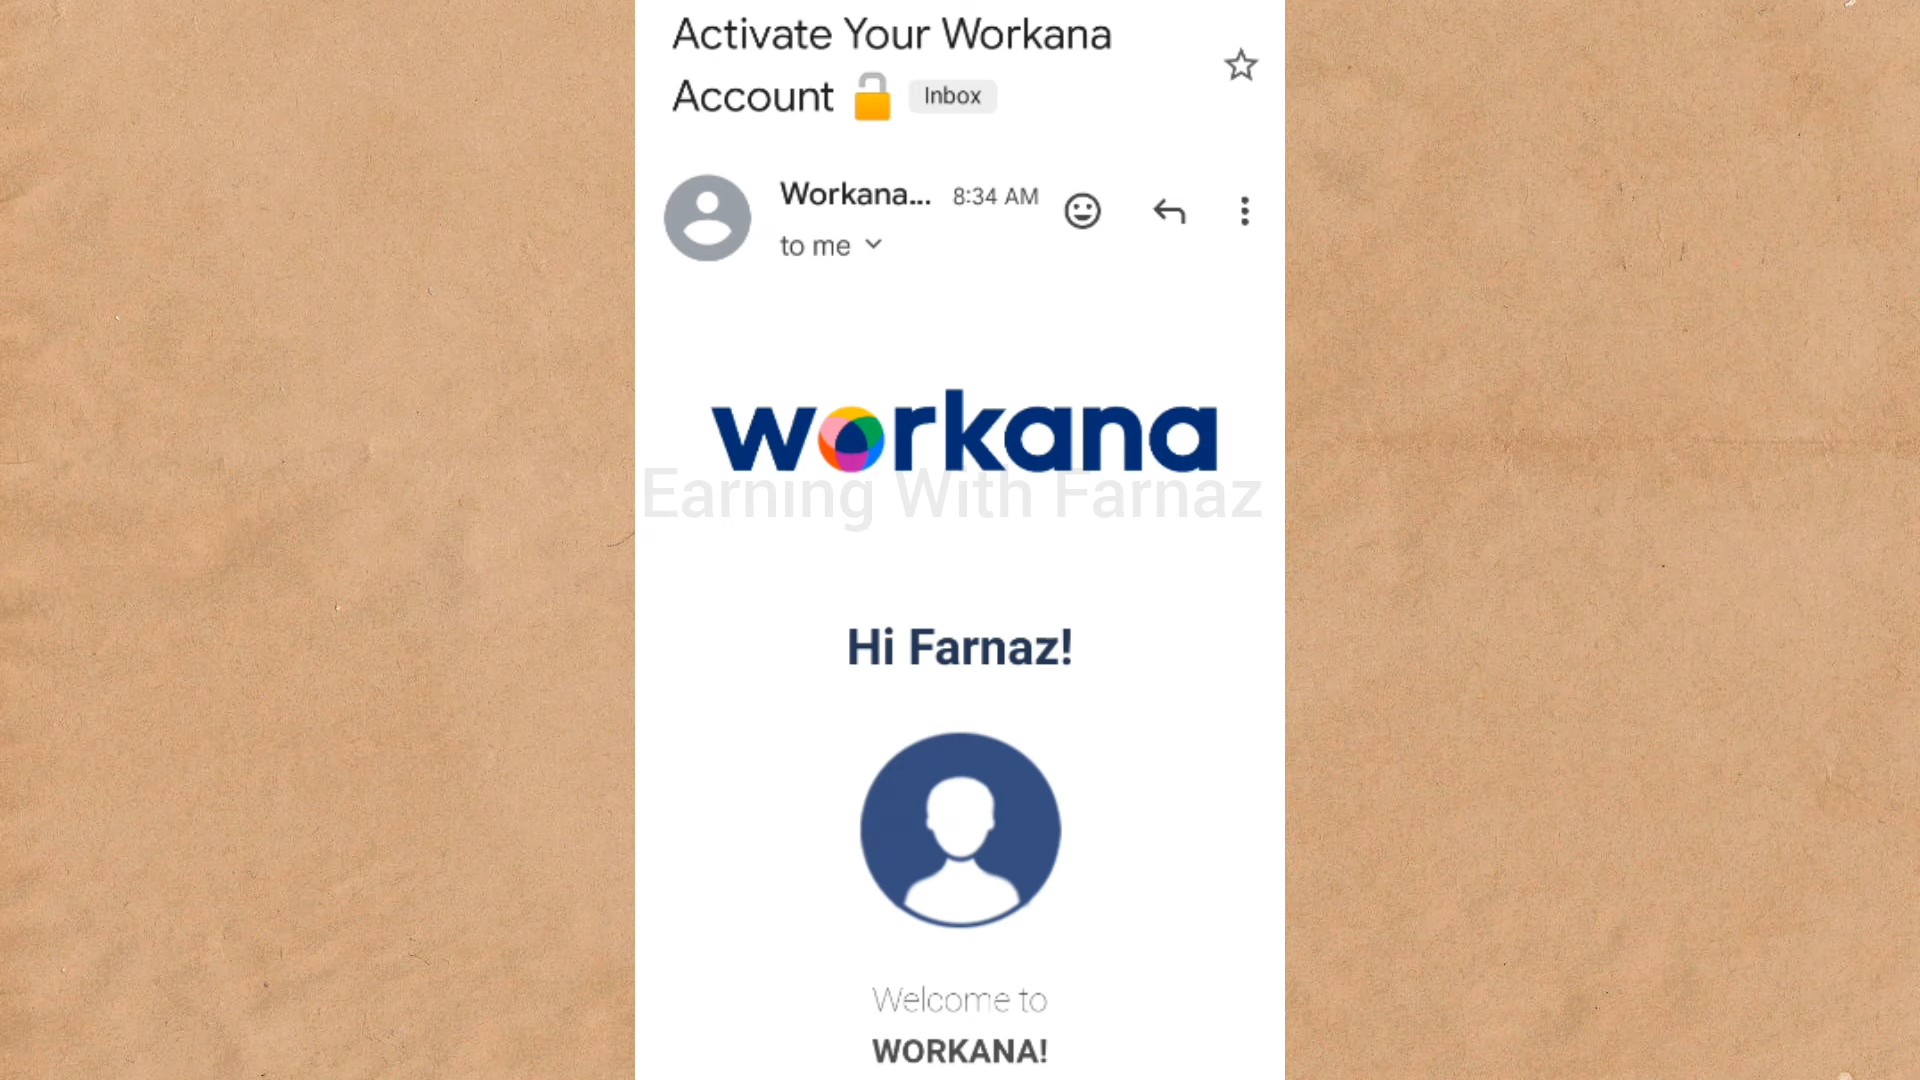 Activate Your Workana
Account 🔓 Inbox
Workana... 8:34 AM
to me
workana
Earning With Farnaz
Hi Farnaz!
Welcome to
WORKANA!